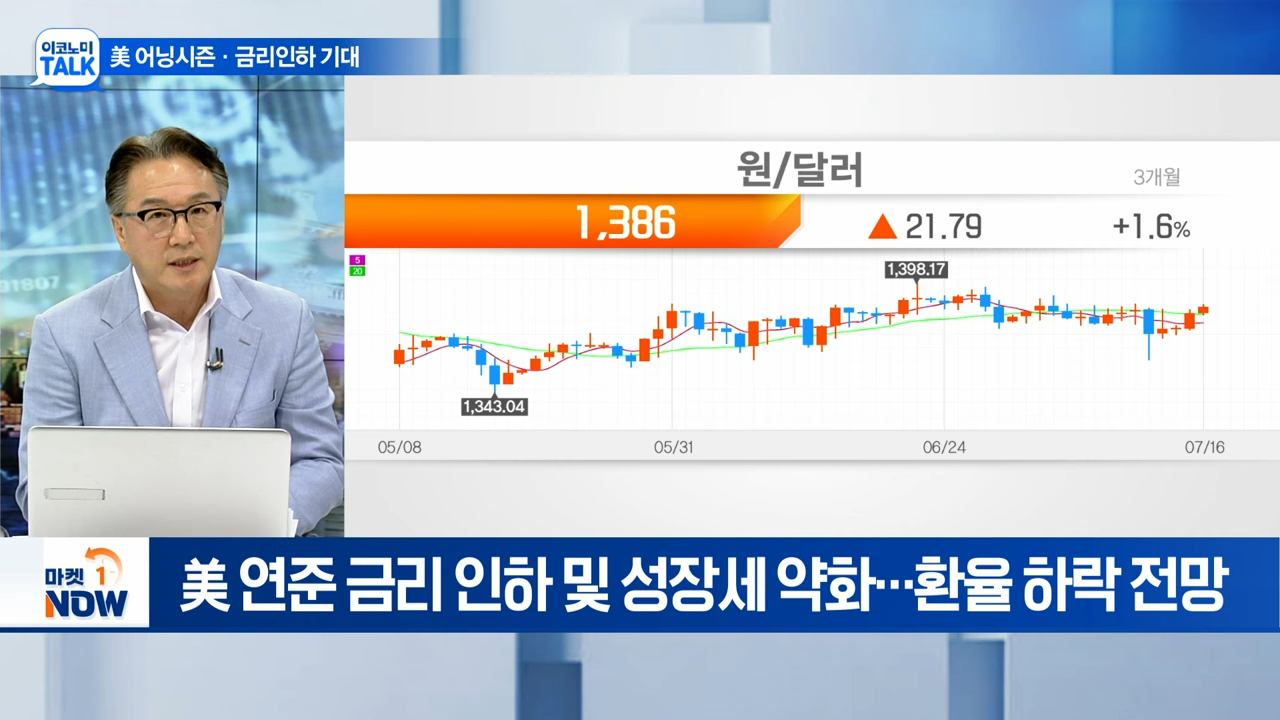 이코노미
TALK
美 어닝시즌 · 금리인하 기대
01807
원/달러
3개월
1,386
▲ 21.79
+1.6%
5
20
1,398.17
1,343.04
05/08
05/31
06/24
07/16
마켓 1
NOW
美 연준 금리 인하 및 성장세 약화…환율 하락 전망